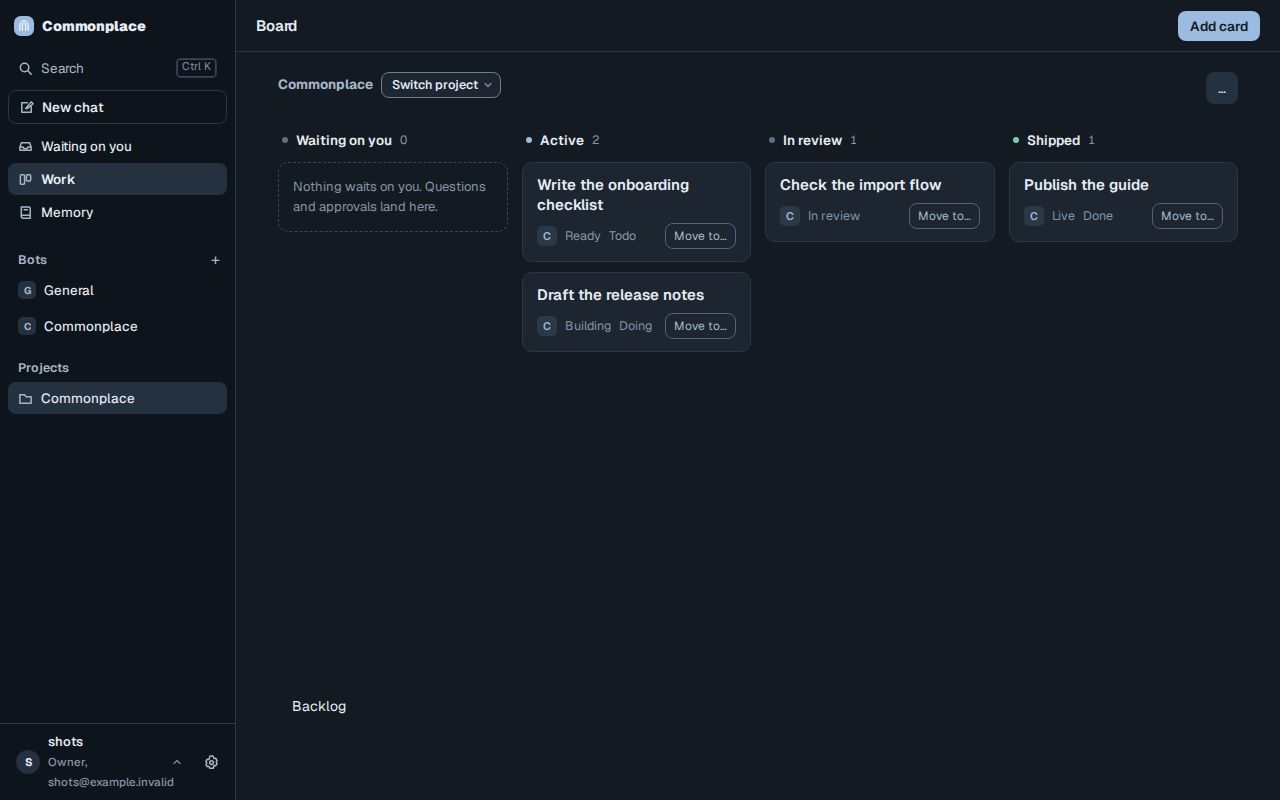 Commonplace
Search Ctrl K
New chat
Waiting on you
Work
Memory
Bots +
G General
C Commonplace
Projects
Commonplace
S shots
Owner,
shots@example.invalid
Board
Add card
Commonplace Switch project
...
Waiting on you 0
Nothing waits on you. Questions
and approvals land here.
Active 2
Write the onboarding
checklist
C Ready Todo Move to...
Draft the release notes
C Building Doing Move to...
In review 1
Check the import flow
C In review Move to...
Shipped 1
Publish the guide
C Live Done Move to...
Backlog